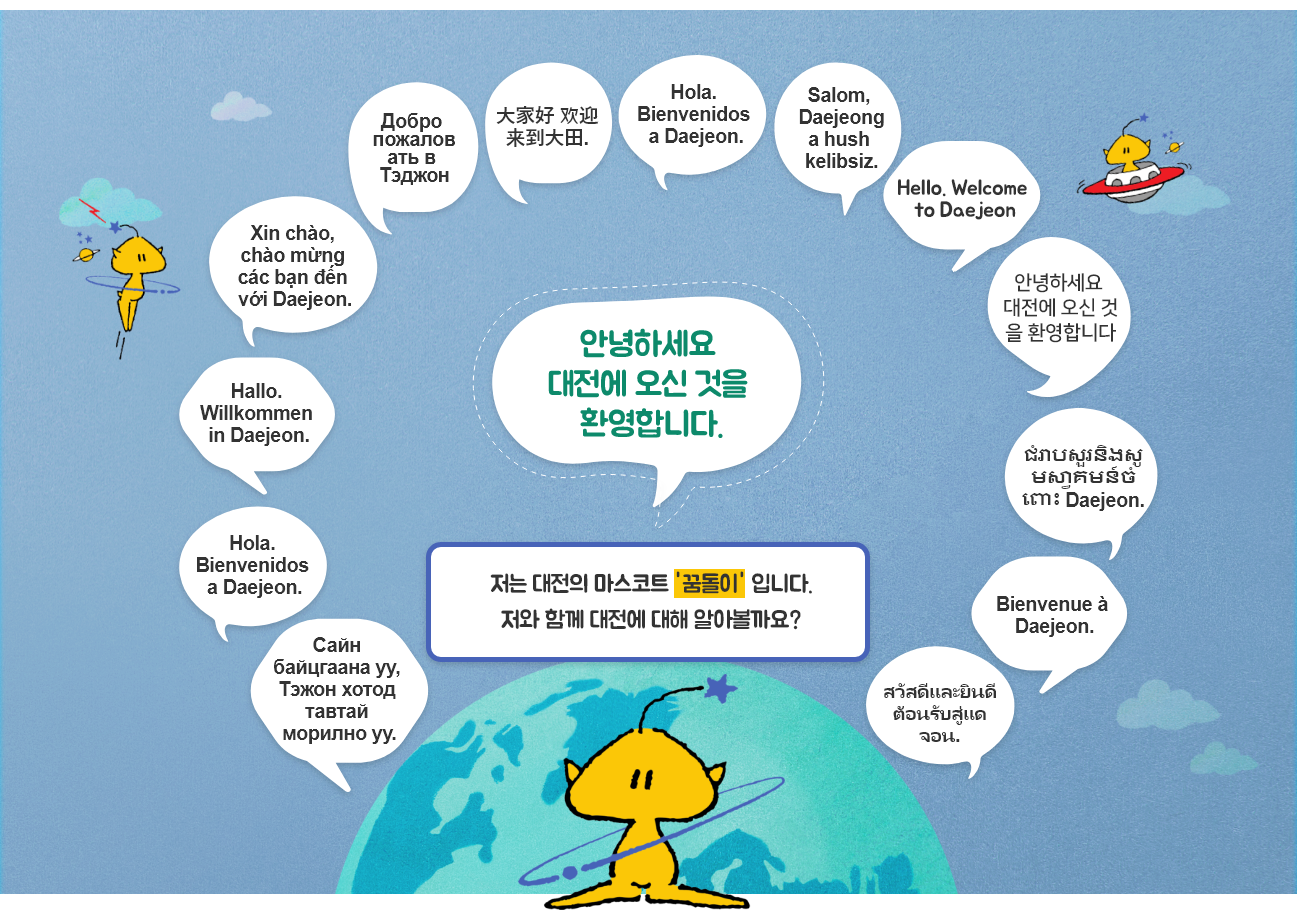 Добро
пожалов
ать в
Тэджон
大家好 欢迎
来到大田.
Hola.
Bienvenidos
a Daejeon.
Salom,
Daejeong
a hush
kelibsiz.
Hello. Welcome
to Daejeon
Xin chào,
chào mừng
các bạn đến
với Daejeon.
안녕하세요
대전에 오신 것
을 환영합니다
안녕하세요
대전에 오신 것을
환영합니다.
Hallo.
Willkommen
in Daejeon.
ជំរាបសួរនិងសូ
មស្វាគមន៍ចំ
ពោះ Daejeon.
Hola.
Bienvenidos
a Daejeon.
저는 대전의 마스코트 '꿈돌이' 입니다.
저와 함께 대전에 대해 알아볼까요?
Bienvenue à
Daejeon.
Сайн
байцгаана уу,
Тэжон хотод
тавтай
морилно уу.
สวัสดีและยินดี
ต้อนรับสู่แด
จอน.